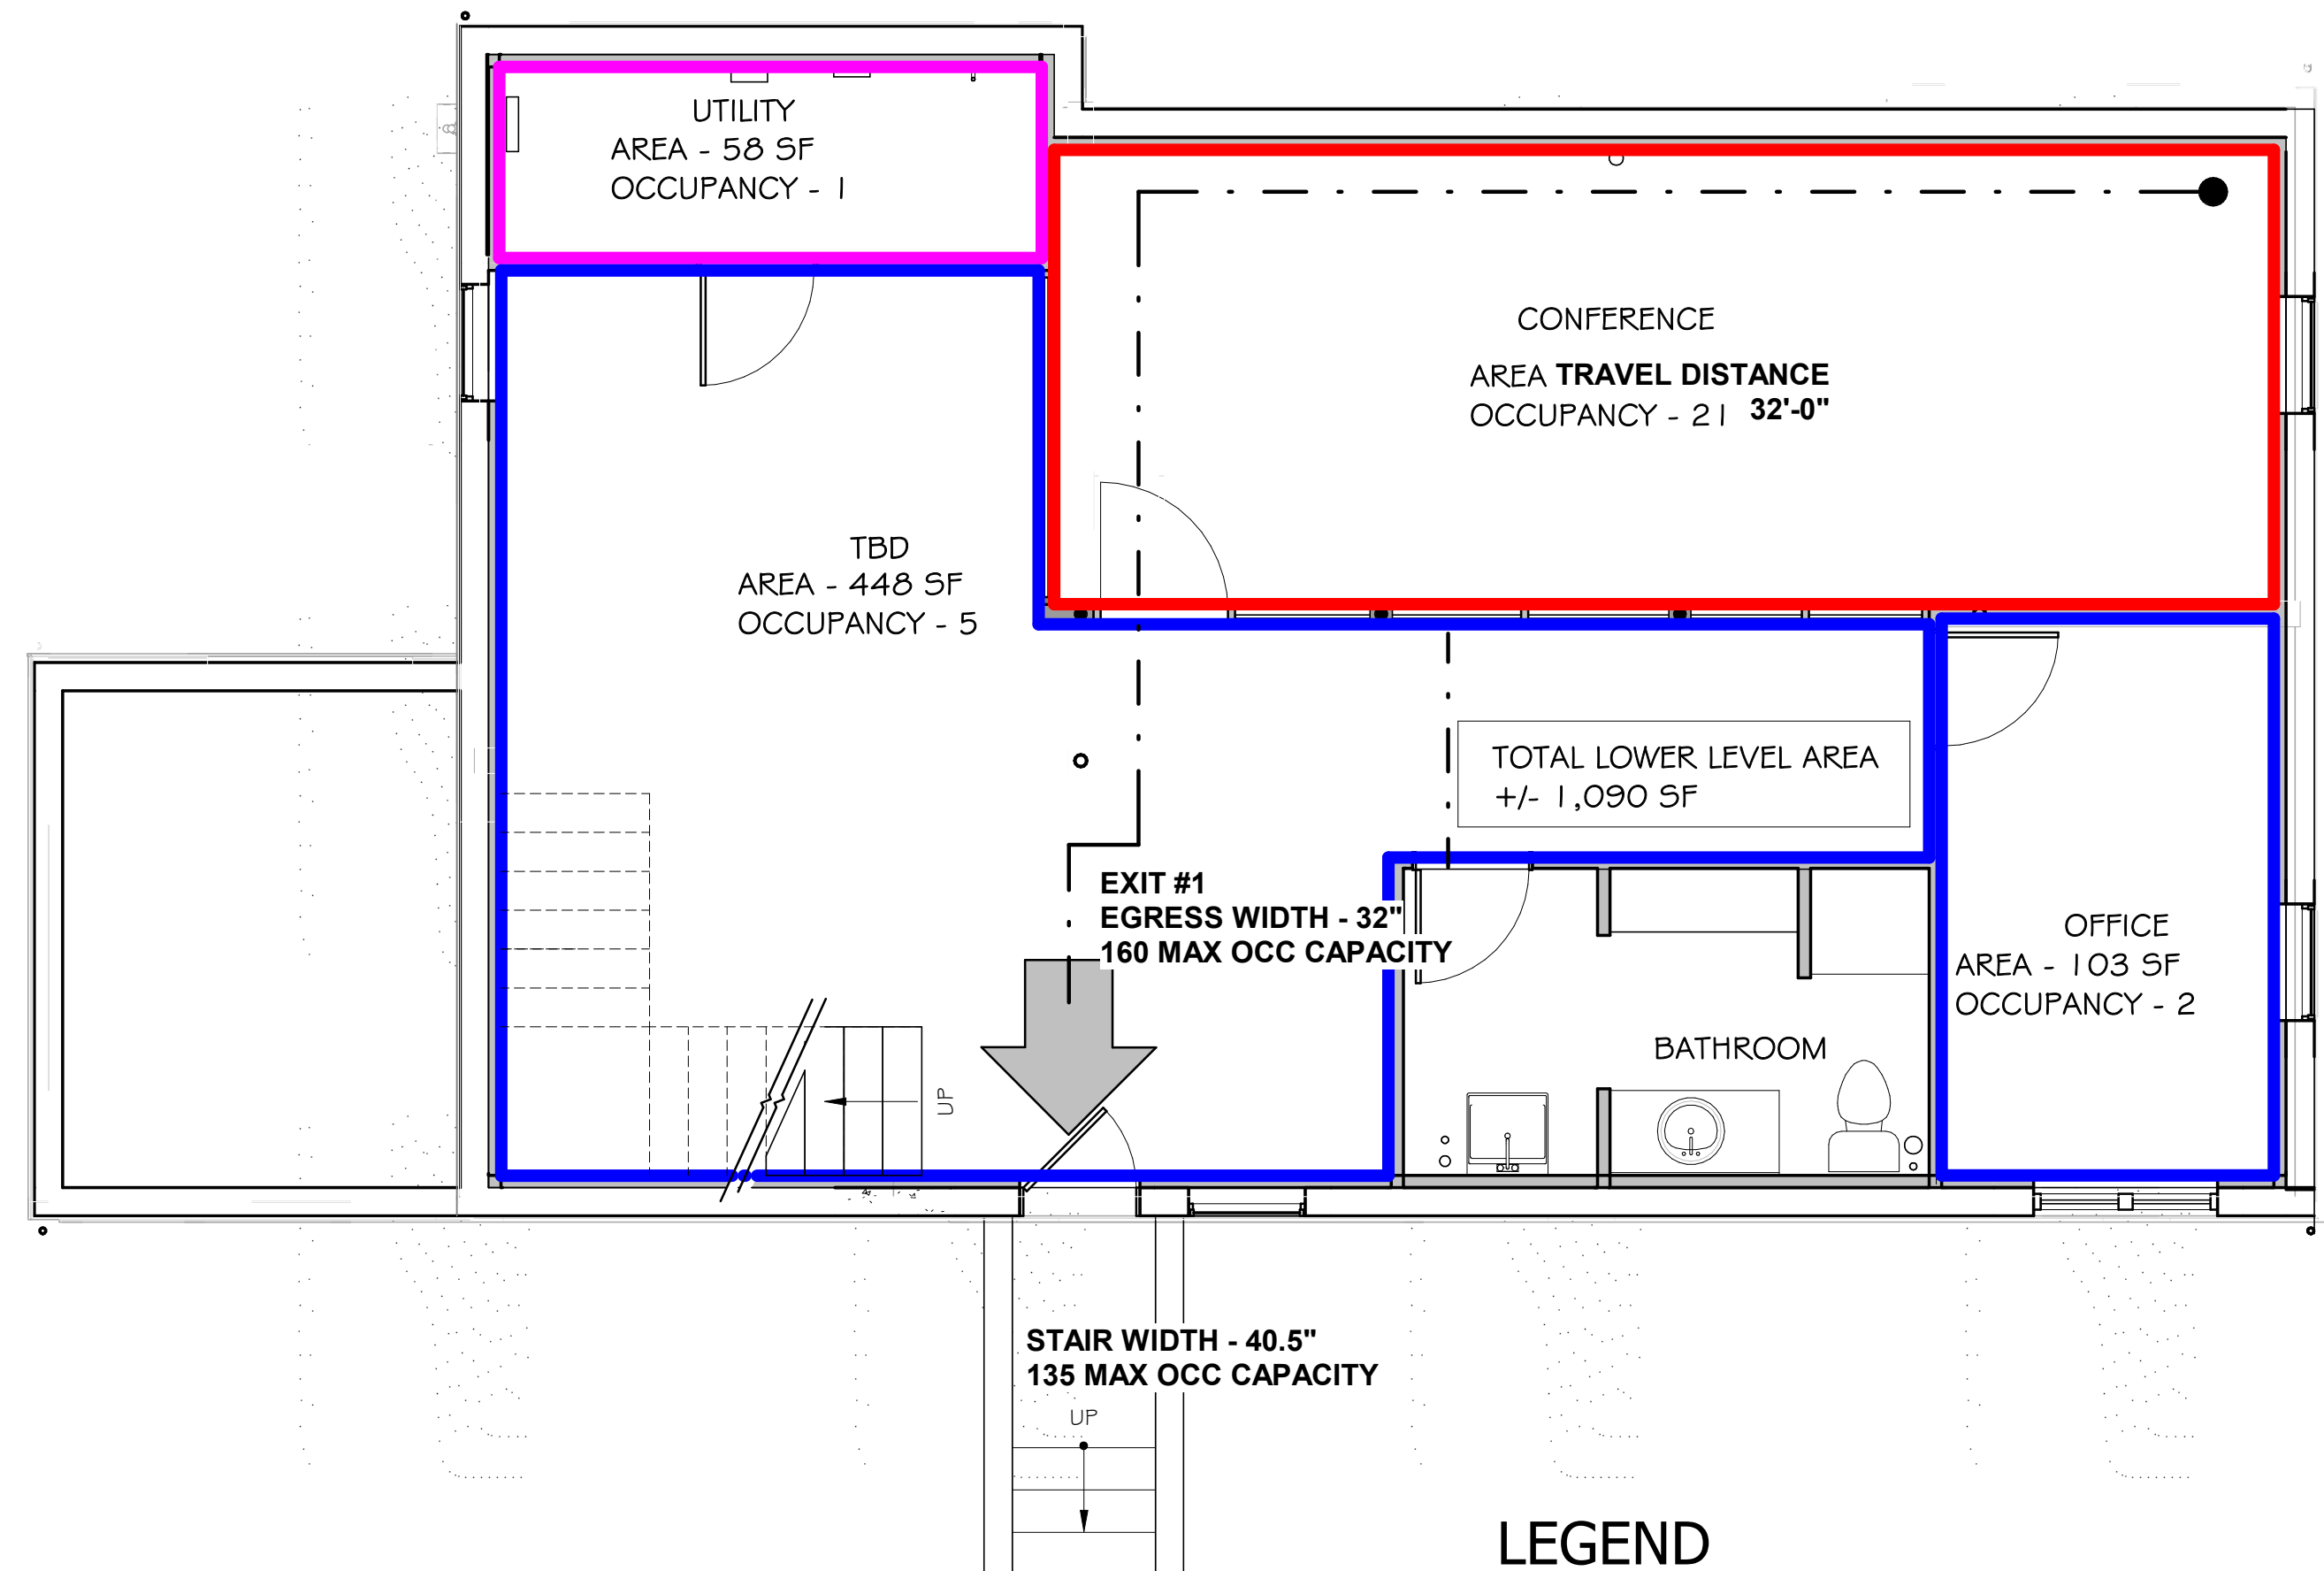 UTILITY
AREA - 58 SF
OCCUPANCY - 1
CONFERENCE
AREA TRAVEL DISTANCE
OCCUPANCY - 21 32'-0"
TBD
AREA - 448 SF
OCCUPANCY - 5
TOTAL LOWER LEVEL AREA
+/- 1,090 SF
EXIT #1
EGRESS WIDTH - 32"
160 MAX OCC CAPACITY
OFFICE
AREA - 103 SF
OCCUPANCY - 2
BATHROOM
UP
STAIR WIDTH - 40.5"
135 MAX OCC CAPACITY
UP
LEGEND